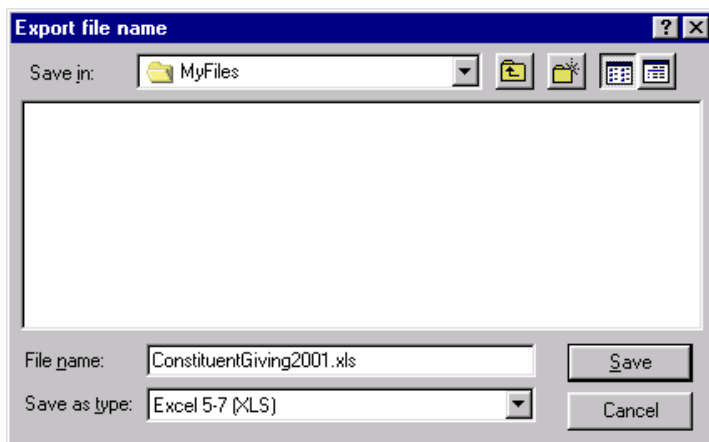 Export file name
Save in: MyFiles
File name: ConstituentGiving2001.xls Save
Save as type: Excel 5-7 (XLS) Cancel